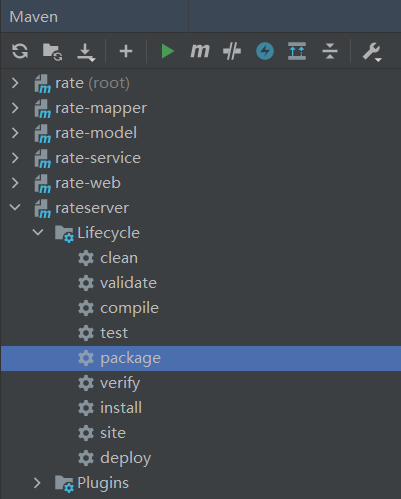 Maven
rate (root)
rate-mapper
rate-model
rate-service
rate-web
rateserver
Lifecycle
clean
validate
compile
test
package
verify
install
site
deploy
Plugins